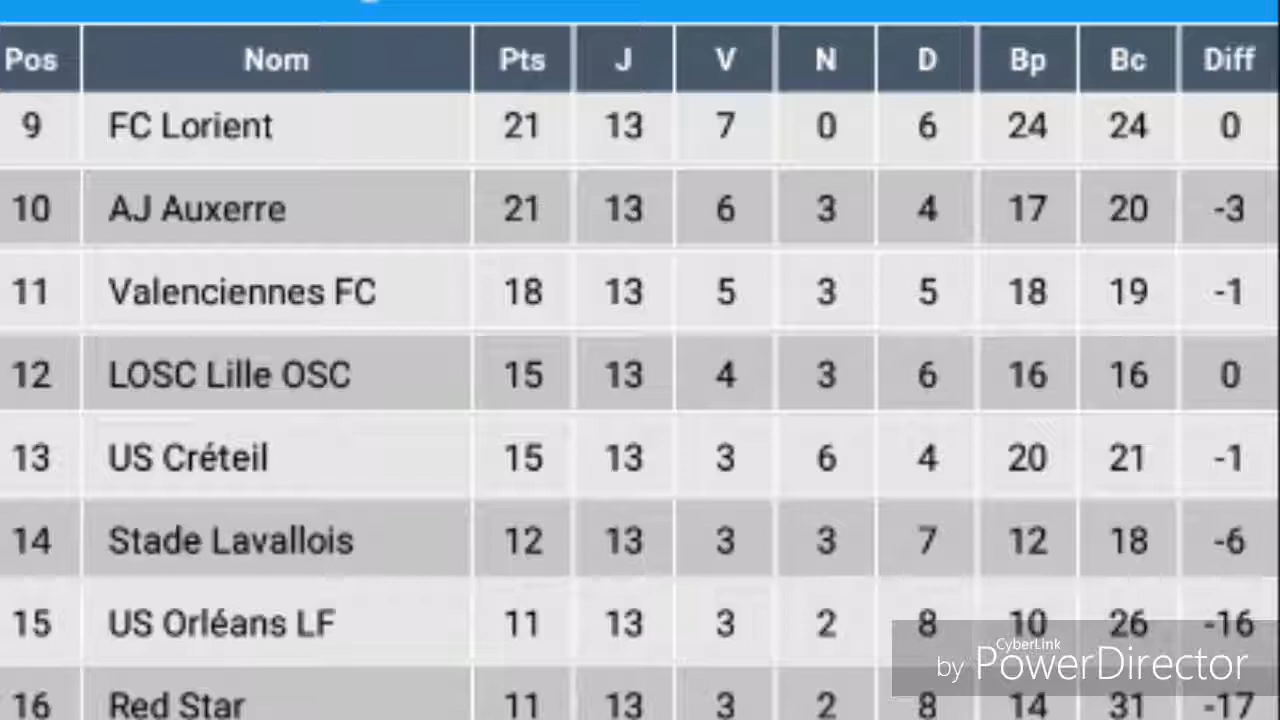 Pos Nom Pts J V N D Bp Bc Diff
9 FC Lorient 21 13 7 0 6 24 24 0
10 AJ Auxerre 21 13 6 3 4 17 20 -3
11 Valenciennes FC 18 13 5 3 5 18 19 -1
12 LOSC Lille OSC 15 13 4 3 6 16 16 0
13 US Créteil 15 13 3 6 4 20 21 -1
14 Stade Lavallois 12 13 3 3 7 12 18 -6
15 US Orléans LF 11 13 3 2 8 10 26 -16
16 Red Star 11 13 3 2 8 14 31 -17
CyberLink
by PowerDirector